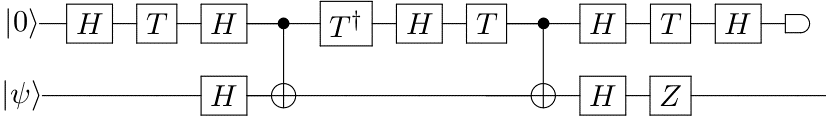 |0⟩ H T H T† H T H T H
|ψ⟩ H H Z